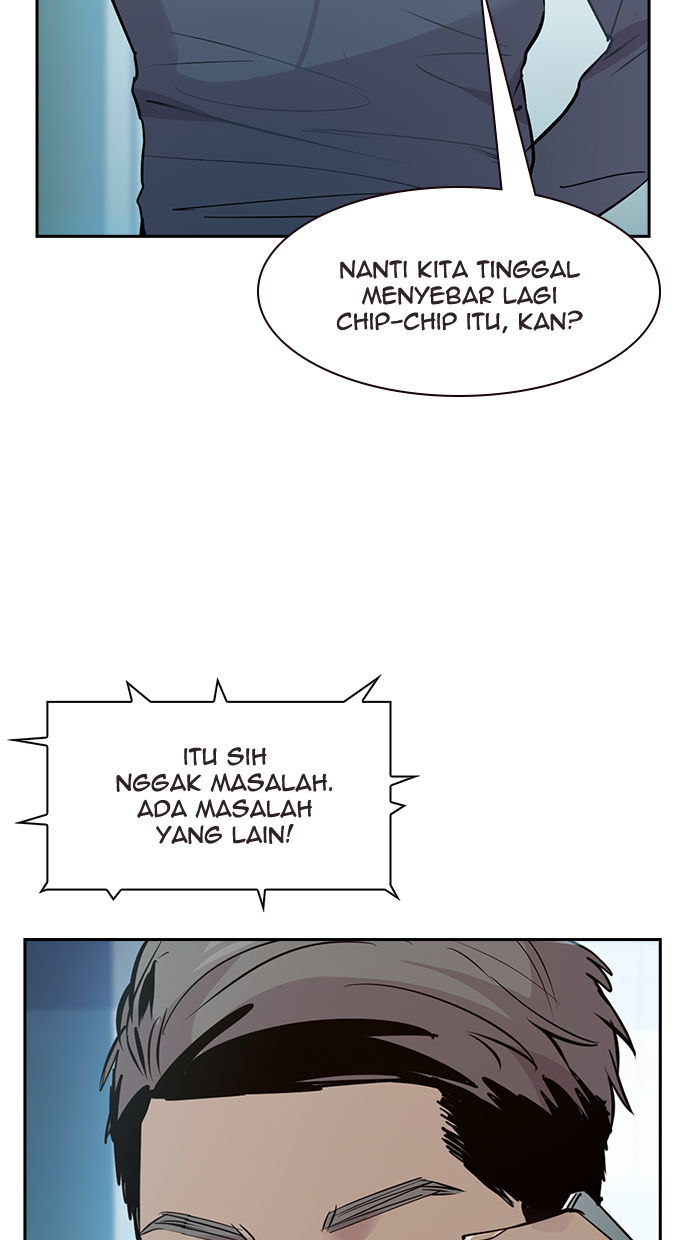 NANTI KITA TINGGAL
MENYEBAR LAGI
CHIP-CHIP ITU, KAN?
ITU SIH
NGGAK MASALAH.
ADA MASALAH
YANG LAIN!